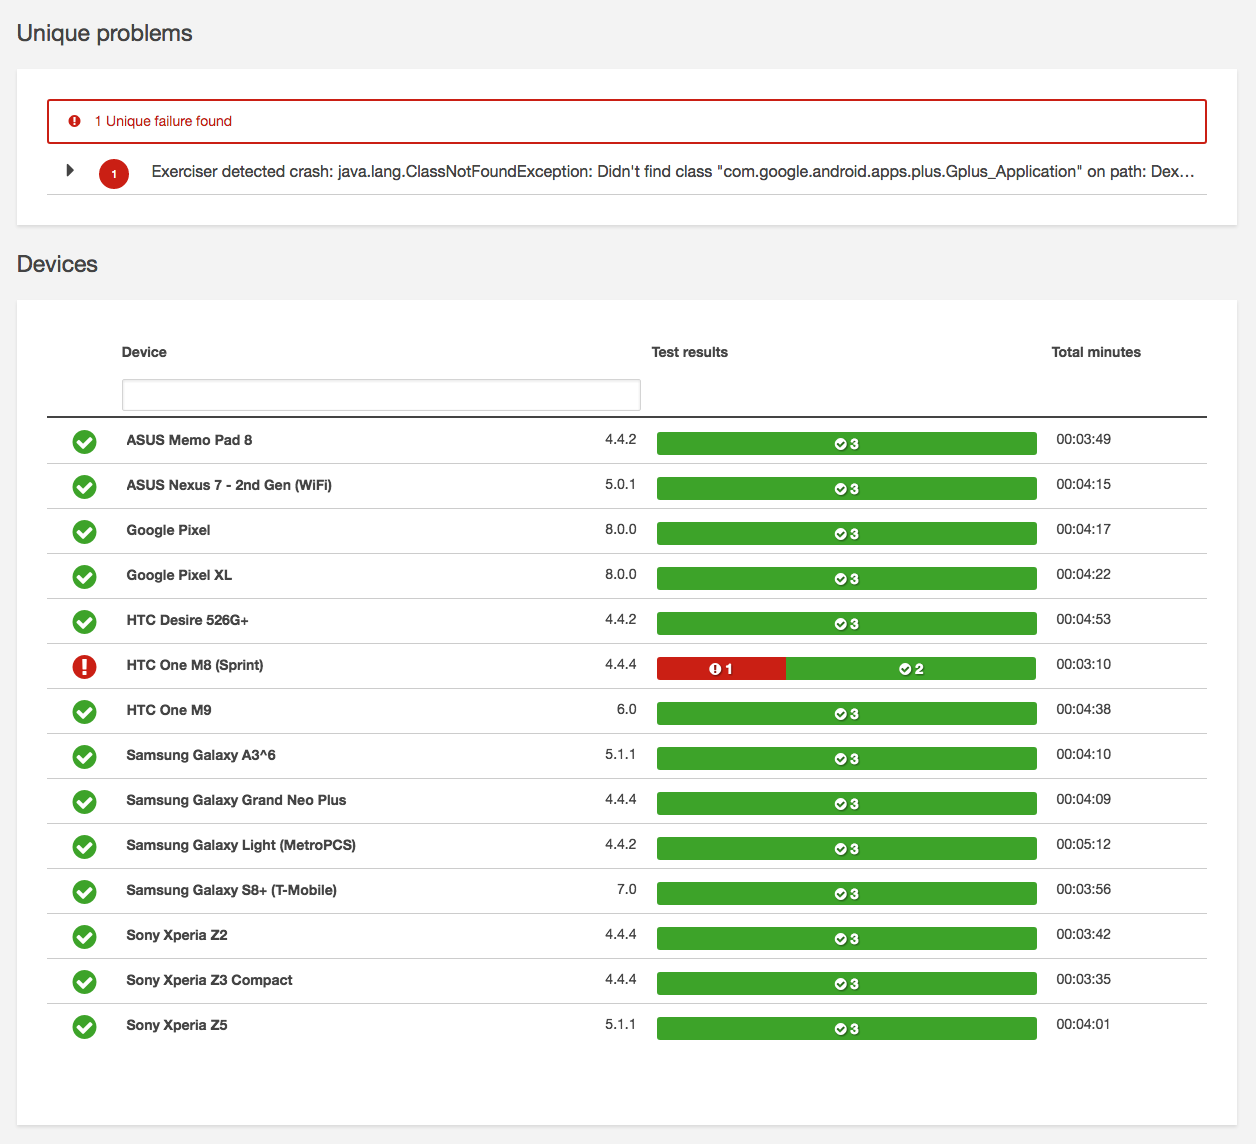 Unique problems
1 Unique failure found
1 Exerciser detected crash: java.lang.ClassNotFoundException: Didn't find class "com.google.android.apps.plus.Gplus_Application" on path: Dex...
Devices
Device Test results Total minutes
ASUS Memo Pad 8 4.4.2 3 00:03:49
ASUS Nexus 7 - 2nd Gen (WiFi) 5.0.1 3 00:04:15
Google Pixel 8.0.0 3 00:04:17
Google Pixel XL 8.0.0 3 00:04:22
HTC Desire 526G+ 4.4.2 3 00:04:53
HTC One M8 (Sprint) 4.4.4 1 2 00:03:10
HTC One M9 6.0 3 00:04:38
Samsung Galaxy A3^6 5.1.1 3 00:04:10
Samsung Galaxy Grand Neo Plus 4.4.4 3 00:04:09
Samsung Galaxy Light (MetroPCS) 4.4.2 3 00:05:12
Samsung Galaxy S8+ (T-Mobile) 7.0 3 00:03:56
Sony Xperia Z2 4.4.4 3 00:03:42
Sony Xperia Z3 Compact 4.4.4 3 00:03:35
Sony Xperia Z5 5.1.1 3 00:04:01